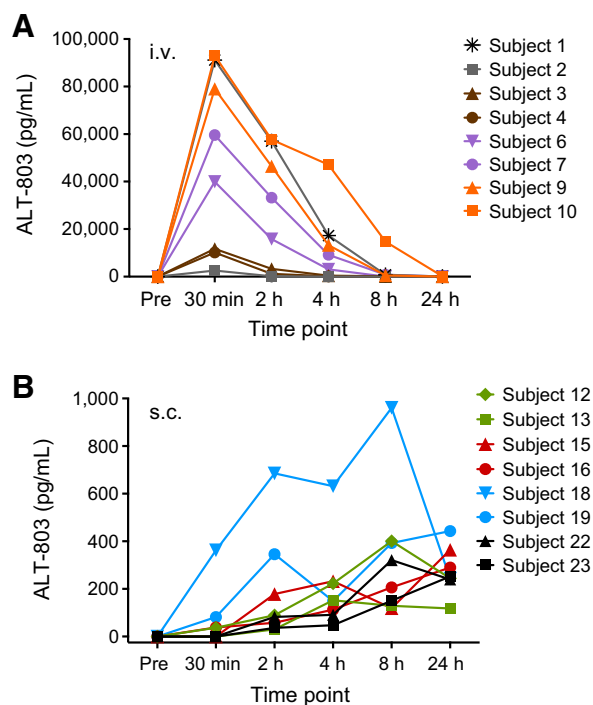 A
i.v.
ALT-803 (pg/mL)
100,000
80,000
60,000
40,000
20,000
0
Pre 30 min 2 h 4 h 8 h 24 h
Time point
Subject 1
Subject 2
Subject 3
Subject 4
Subject 6
Subject 7
Subject 9
Subject 10
B
s.c.
ALT-803 (pg/mL)
1,000
800
600
400
200
0
Pre 30 min 2 h 4 h 8 h 24 h
Time point
Subject 12
Subject 13
Subject 15
Subject 16
Subject 18
Subject 19
Subject 22
Subject 23